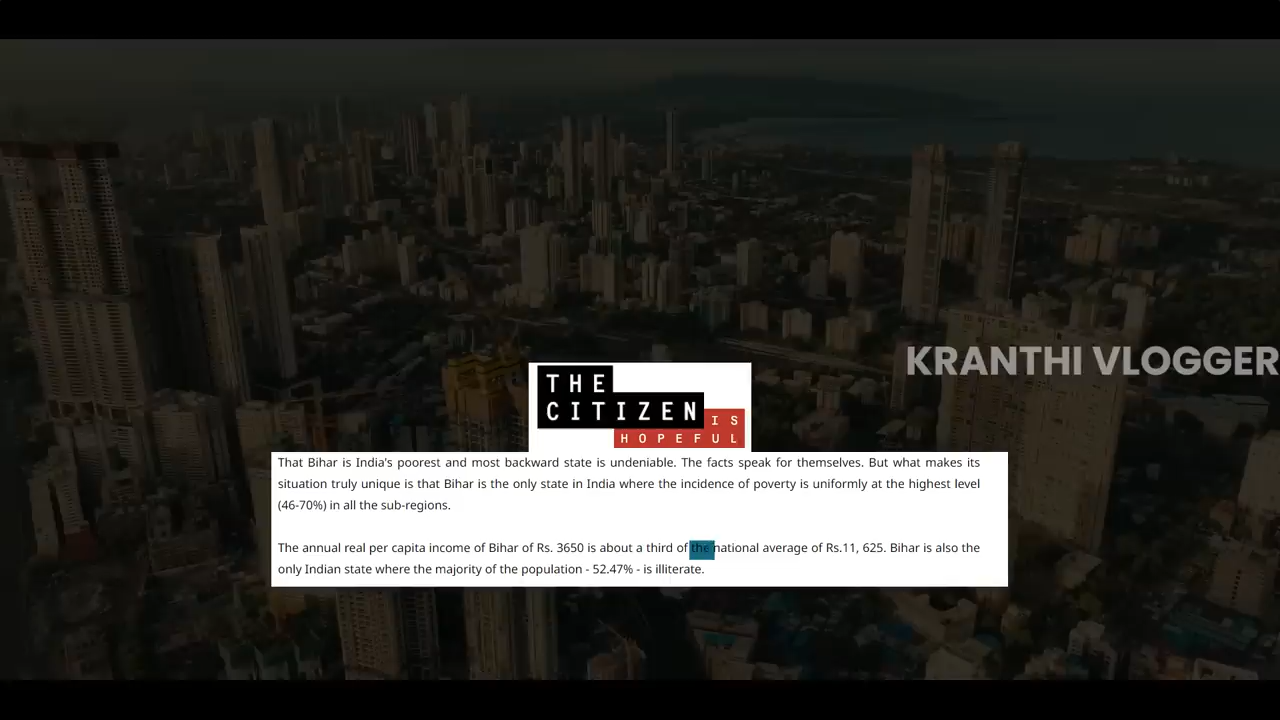 KRANTHI VLOGGER
THE
CITIZEN
IS
HOPEFUL
That Bihar is India's poorest and most backward state is undeniable. The facts speak for themselves. But what makes its
situation truly unique is that Bihar is the only state in India where the incidence of poverty is uniformly at the highest level
(46-70%) in all the sub-regions.
The annual real per capita income of Bihar of Rs. 3650 is about a third of the national average of Rs.11, 625. Bihar is also the
only Indian state where the majority of the population - 52.47% - is illiterate.